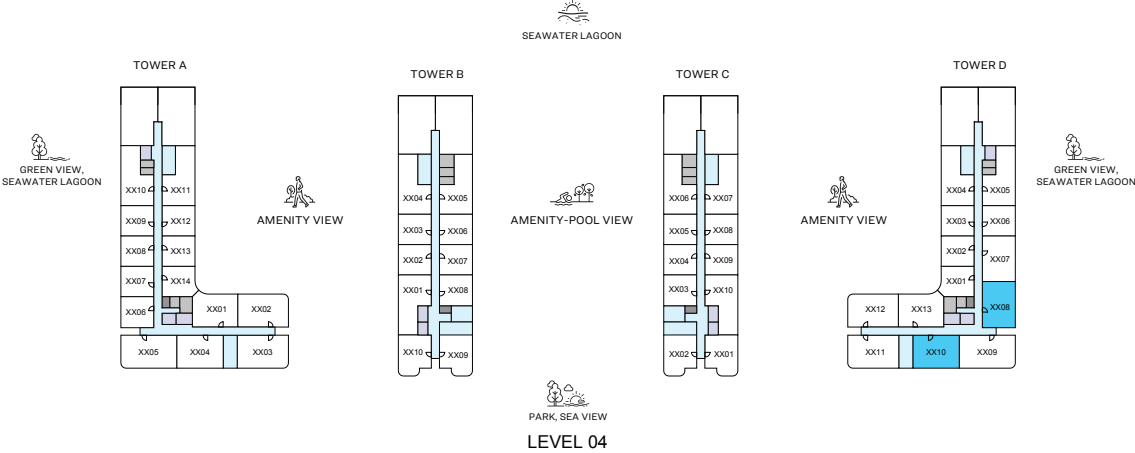 SEAWATER LAGOON
TOWER A
TOWER B
TOWER C
TOWER D
GREEN VIEW,
SEAWATER LAGOON
AMENITY VIEW
AMENITY-POOL VIEW
AMENITY VIEW
GREEN VIEW,
SEAWATER LAGOON
XX10 XX11
XX09 XX12
XX08 XX13
XX07 XX14
XX06 XX01 XX02
XX05 XX04 XX03
XX04 XX05
XX03 XX06
XX02 XX07
XX01 XX08
XX10 XX09
XX06 XX07
XX05 XX08
XX04 XX09
XX03 XX10
XX02 XX01
XX04 XX05
XX03 XX06
XX02 XX07
XX01
XX12 XX13 XX08
XX11 XX10 XX09
PARK, SEA VIEW
LEVEL 04